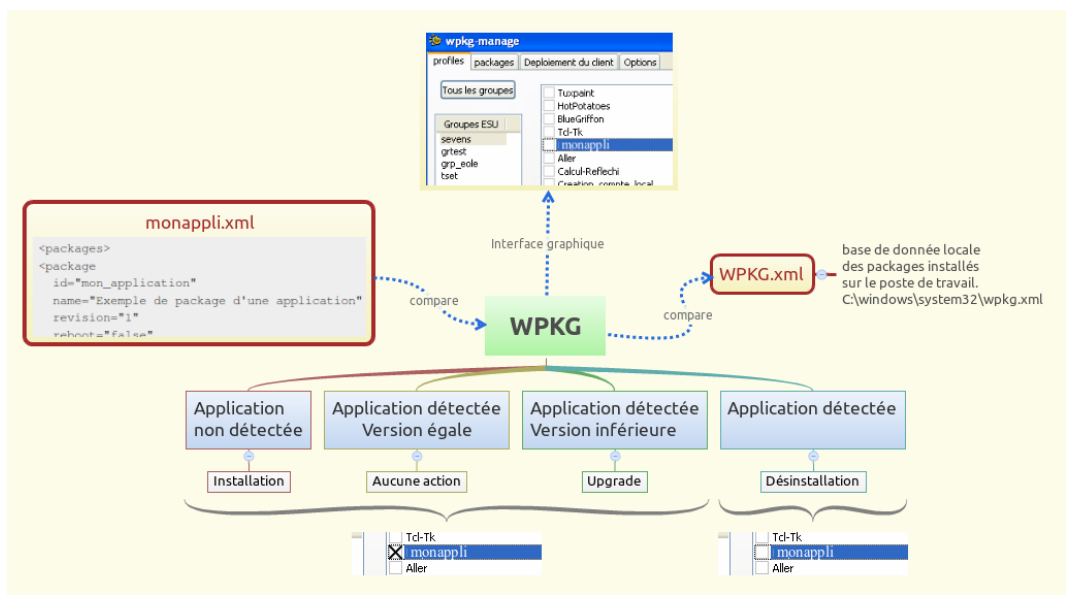 wpkg-manage
profiles packages Deploiement du client Options
Tous les groupes
Groupes ESU
sevens
grtest
grp_eole
tset
Tuxpaint
HotPotatoes
BlueGriffon
Tcl-Tk
monappli
Aller
Calcul-Reflechi
Creation_compte_local
monappli.xml
<packages>
<package
id="mon_application"
name="Exemple de package d'une application"
revision="1"
reboot="false"
Interface graphique
compare
WPKG
compare
WPKG.xml
base de donnée locale
des packages installés
sur le poste de travail.
C:\windows\system32\wpkg.xml
Application
non détectée
Installation
Application détectée
Version égale
Aucune action
Application détectée
Version inférieure
Upgrade
Application détectée
Désinstallation
Tcl-Tk
monappli
Aller
Tcl-Tk
monappli
Aller